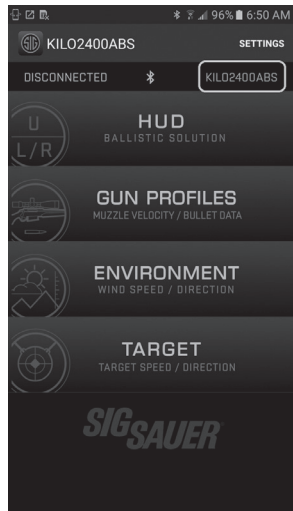 96% 6:50 AM
SIG KILO2400ABS SETTINGS
DISCONNECTED KILO2400ABS
U
L/R
HUD
BALLISTIC SOLUTION
GUN PROFILES
MUZZLE VELOCITY / BULLET DATA
ENVIRONMENT
WIND SPEED / DIRECTION
TARGET
TARGET SPEED / DIRECTION
SIG SAUER